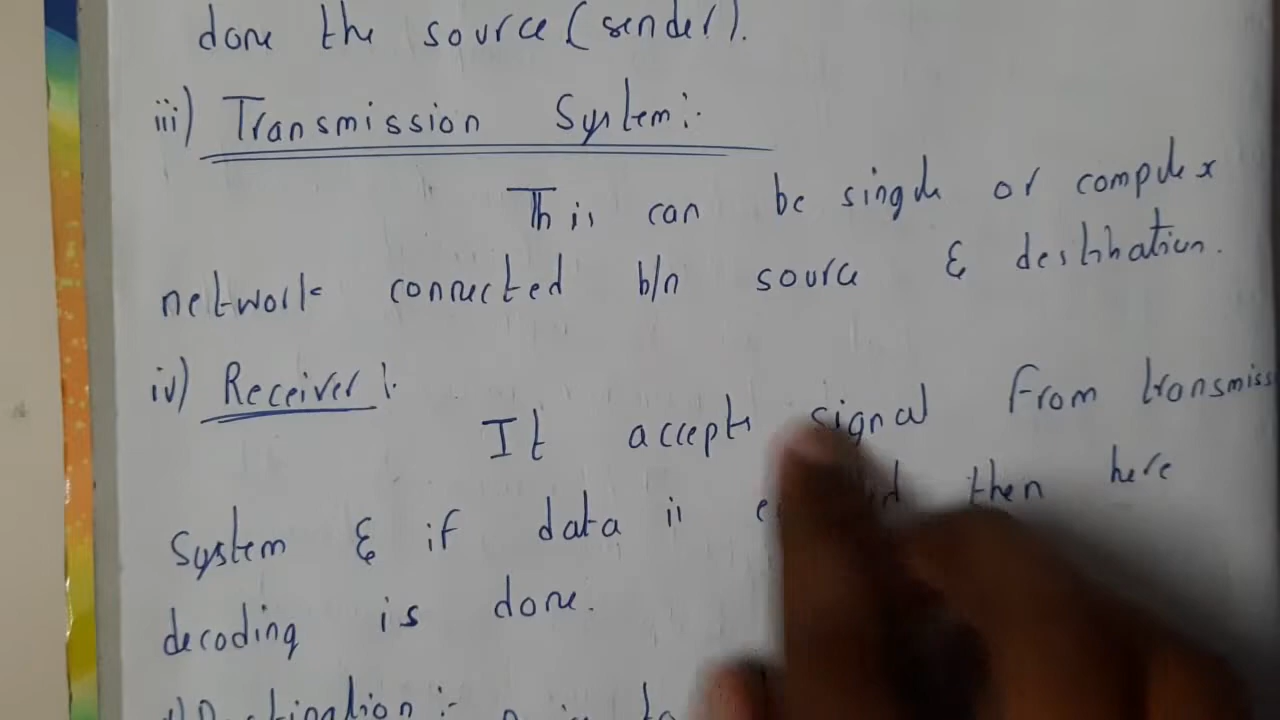 done the source (sender).
iii) Transmission System:-
This can be single or complex
network connected b/n source & destination.
iv) Receiver :-
It accepts signal from transmiss
System & if data is then here
decoding is done.